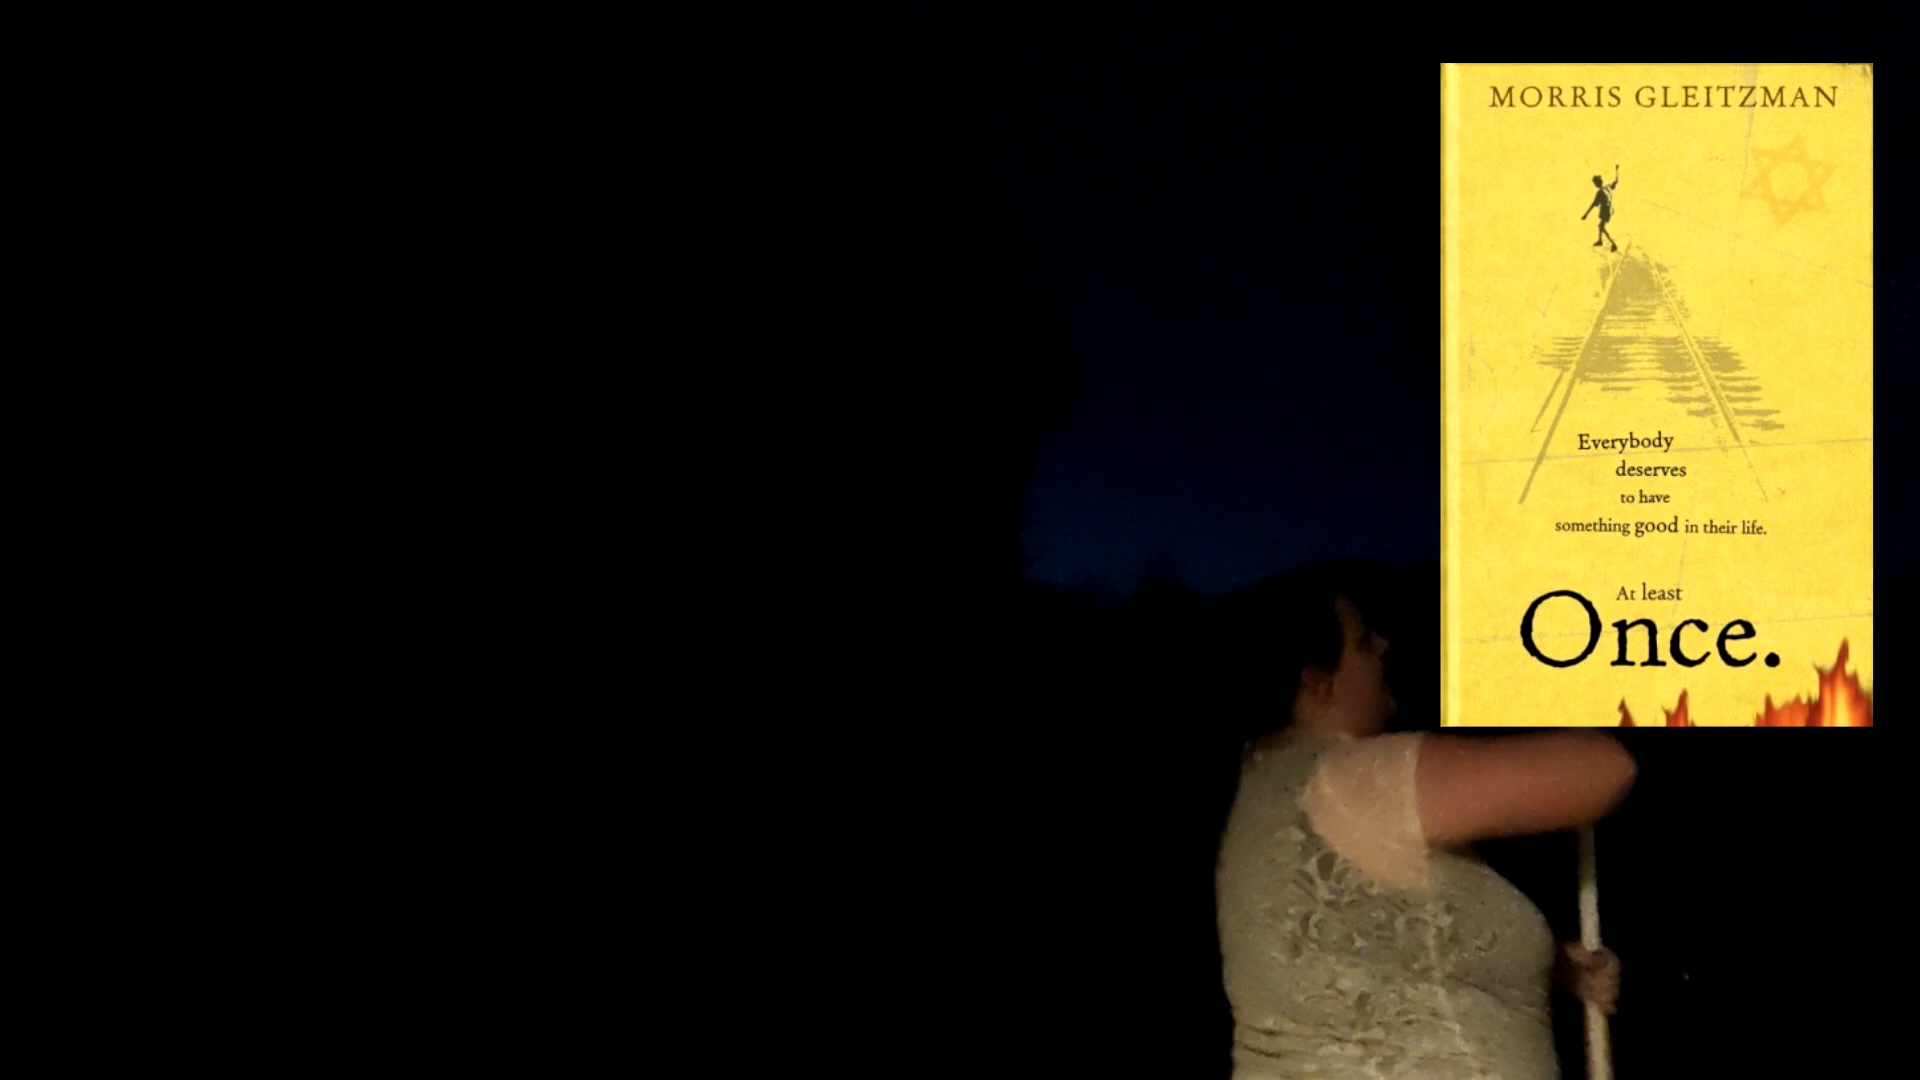 MORRIS GLEITZMAN
Everybody
deserves
to have
something good in their life.
At least
Once.